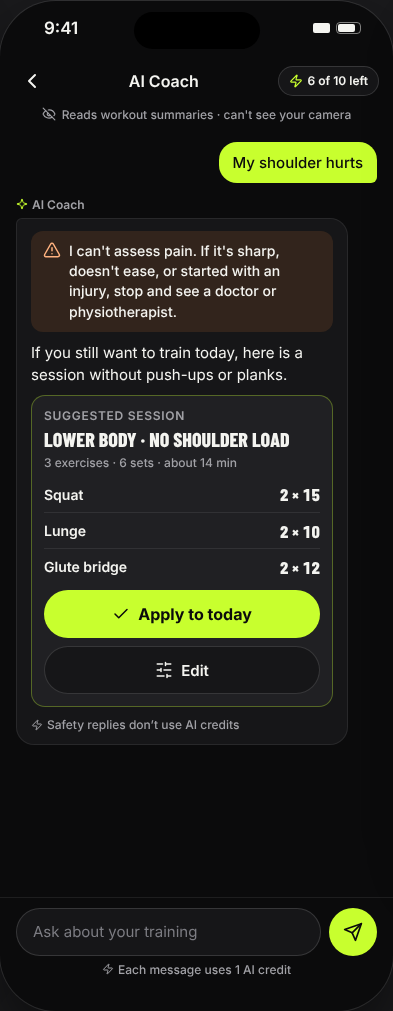 9:41
AI Coach
6 of 10 left
Reads workout summaries · can't see your camera
My shoulder hurts
AI Coach
I can't assess pain. If it's sharp,
doesn't ease, or started with an
injury, stop and see a doctor or
physiotherapist.
If you still want to train today, here is a
session without push-ups or planks.
SUGGESTED SESSION
LOWER BODY · NO SHOULDER LOAD
3 exercises · 6 sets · about 14 min
Squat 2 × 15
Lunge 2 × 10
Glute bridge 2 × 12
Apply to today
Edit
Safety replies don’t use AI credits
Ask about your training
Each message uses 1 AI credit